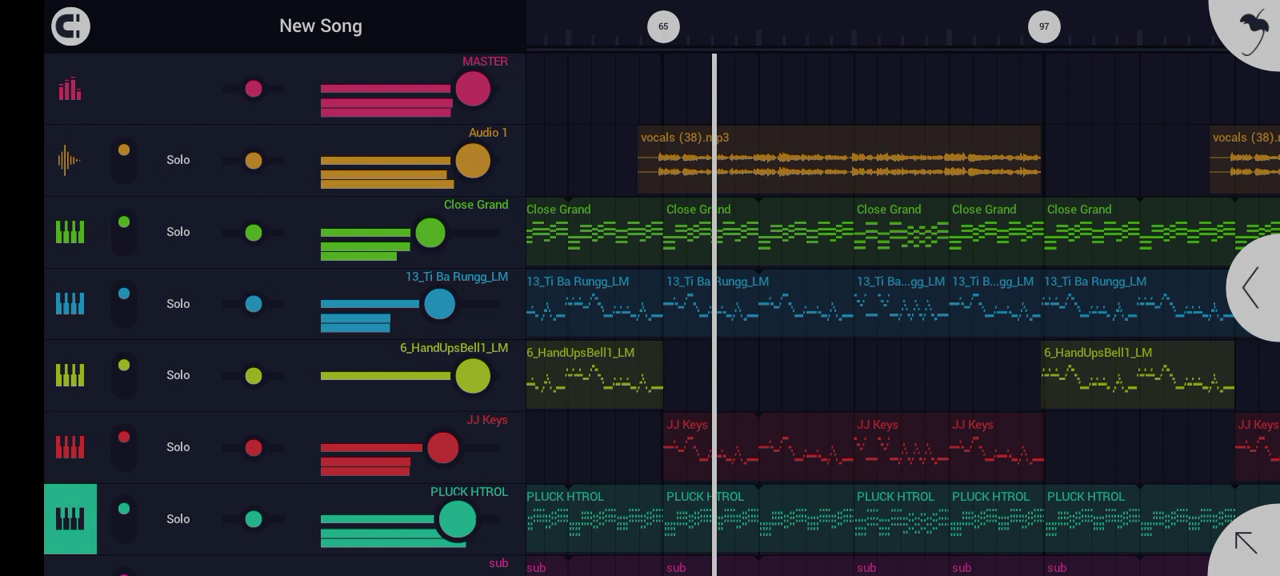 New Song
65
97
MASTER
Audio 1
Solo
vocals (38).mp3
vocals (38).
Close Grand
Solo
Close Grand
Close Grand
Close Grand
Close Grand
Close Grand
13_Ti Ba Rungg_LM
Solo
13_Ti Ba Rungg_LM
13_Ti Ba Rungg_LM
13_Ti Ba...gg_LM
13_Ti B...gg_LM
13_Ti Ba Rungg_LM
6_HandUpsBell1_LM
Solo
6_HandUpsBell1_LM
6_HandUpsBell1_LM
JJ Keys
Solo
JJ Keys
JJ Keys
JJ Keys
JJ Keys
PLUCK HTROL
Solo
PLUCK HTROL
PLUCK HTROL
PLUCK HTROL
PLUCK HTROL
PLUCK HTROL
sub
sub
sub
sub
sub
sub